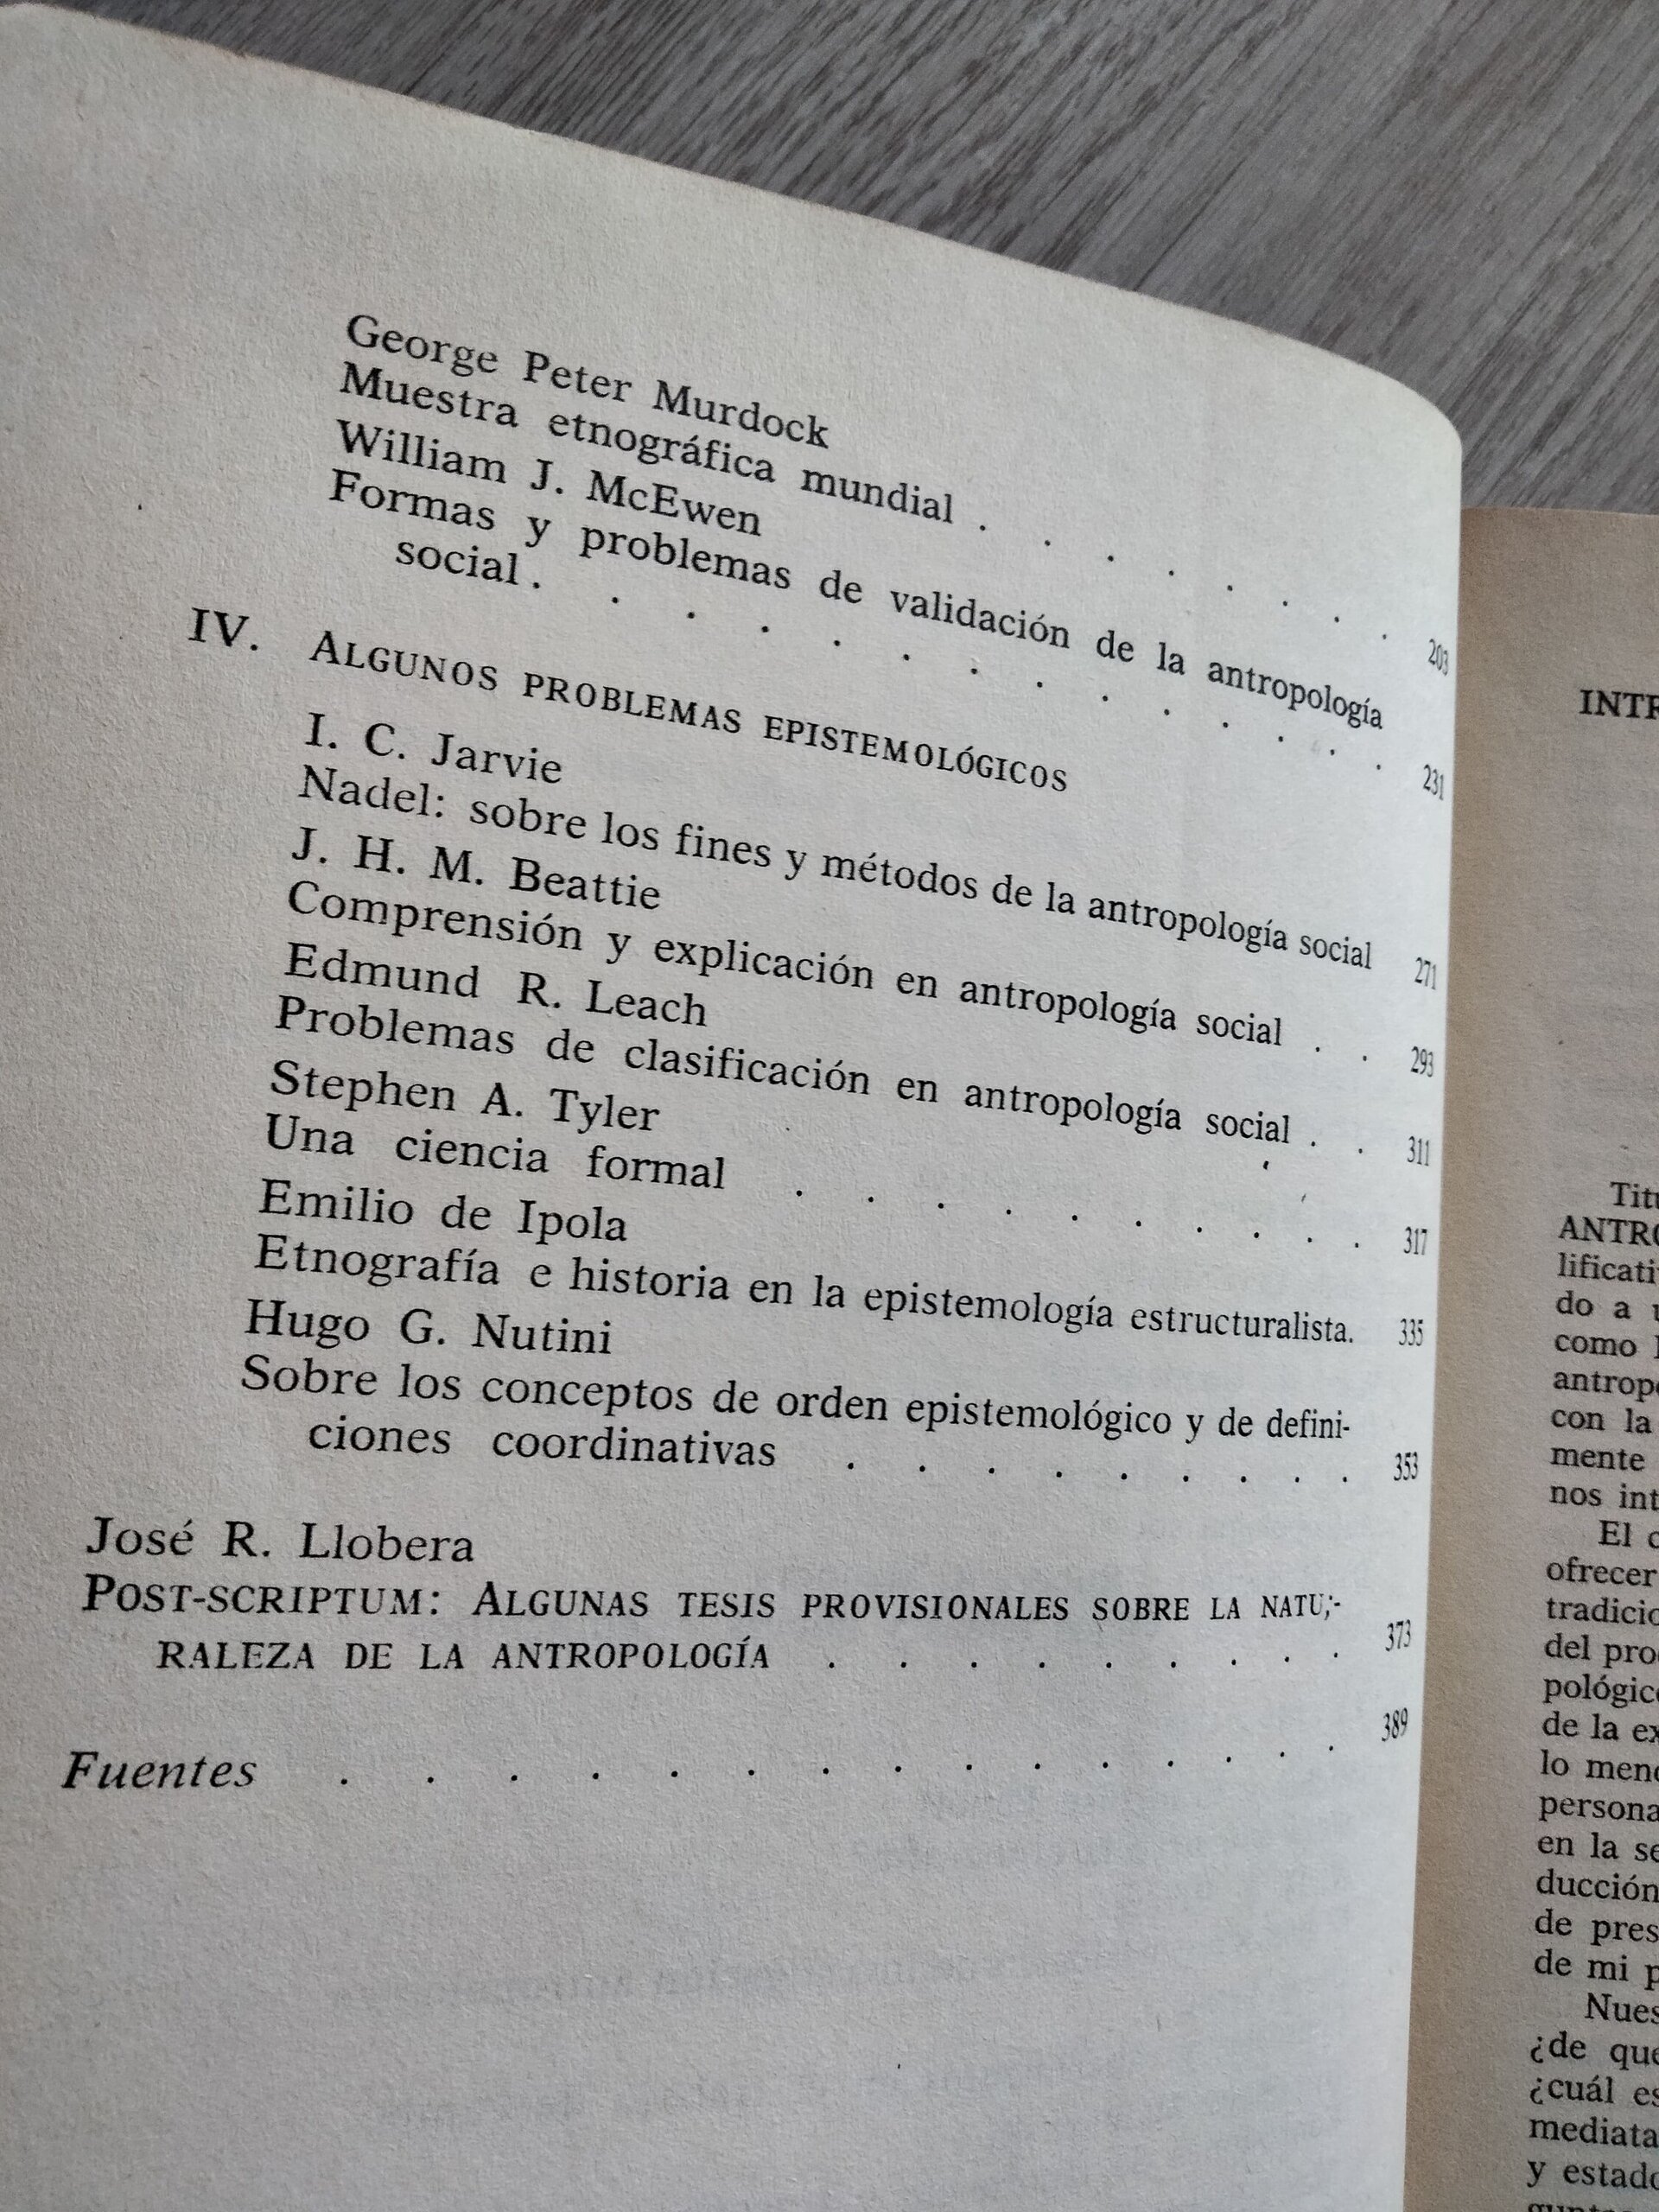 George Peter Murdock
Muestra etnográfica mundial . . . . . . . . 203
William J. McEwen
Formas y problemas de validación de la antropología
social . . . . . . . . . . . . . . 231
IV. ALGUNOS PROBLEMAS EPISTEMOLÓGICOS
I. C. Jarvie
Nadel: sobre los fines y métodos de la antropología social 271
J. H. M. Beattie
Comprensión y explicación en antropología social . . 293
Edmund R. Leach
Problemas de clasificación en antropología social . . 311
Stephen A. Tyler
Una ciencia formal . . . . . . . . . 317
Emilio de Ipola
Etnografía e historia en la epistemología estructuralista. 335
Hugo G. Nutini
Sobre los conceptos de orden epistemológico y de defini-
ciones coordinativas . . . . . . . . 353
José R. Llobera
POST-SCRIPTUM: ALGUNAS TESIS PROVISIONALES SOBRE LA NATU-
RALEZA DE LA ANTROPOLOGÍA . . . . . . . . . 373
Fuentes . . . . . . . . . . . . . 389
INTR
Titu
ANTRO
lificati
do a
como
antrop
con la
mente
nos int
El
ofrecer
tradicio
del pro
pológic
de la ex
lo men
persona
en la se
ducción
de pres
de mi p
Nues
¿de qu
¿cuál es
mediata
y estad